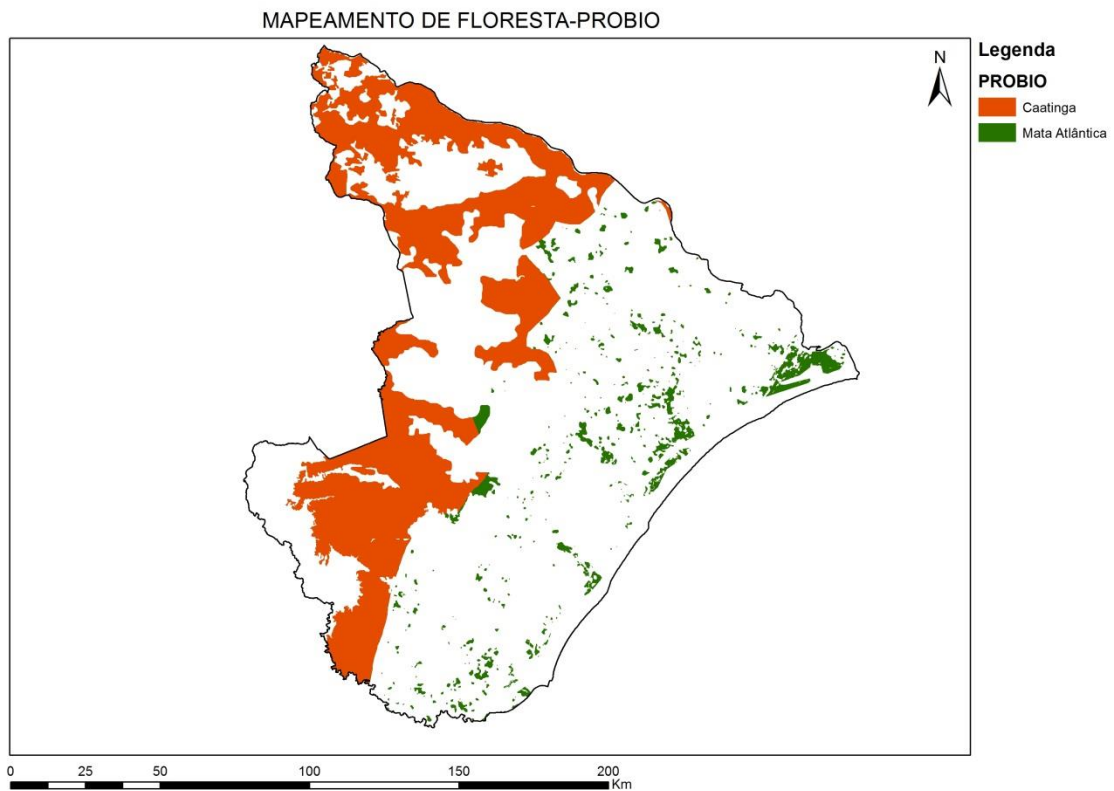 MAPEAMENTO DE FLORESTA-PROBIO
Legenda
PROBIO
Caatinga
Mata Atlântica
N
0 25 50 100 150 200
Km